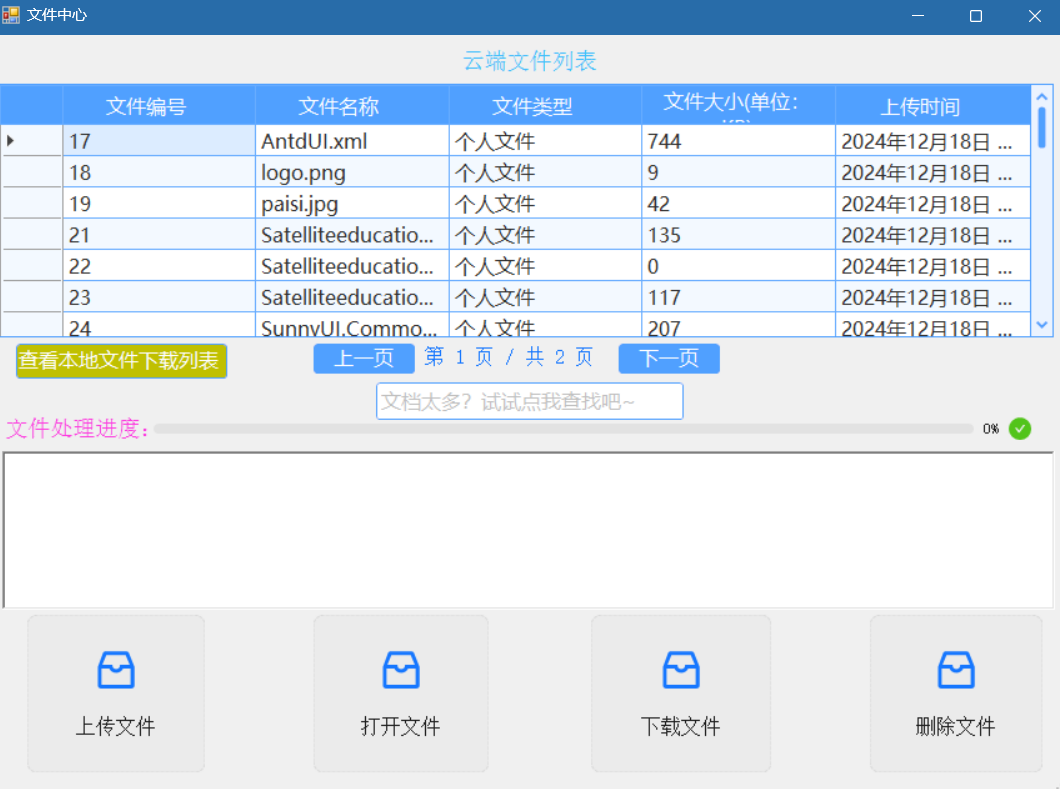 文件中心
云端文件列表
文件编号 文件名称 文件类型 文件大小(单位: 上传时间
17 AntdUI.xml 个人文件 744 2024年12月18日 ...
18 logo.png 个人文件 9 2024年12月18日 ...
19 paisi.jpg 个人文件 42 2024年12月18日 ...
21 Satelliteeducatio... 个人文件 135 2024年12月18日 ...
22 Satelliteeducatio... 个人文件 0 2024年12月18日 ...
23 Satelliteeducatio... 个人文件 117 2024年12月18日 ...
24 SunnyUI.Commo... 个人文件 207 2024年12月18日 ...
查看本地文件下载列表 上一页 第 1 页 / 共 2 页 下一页
文档太多? 试试点我查找吧~
文件处理进度: 0%
上传文件 打开文件 下载文件 删除文件